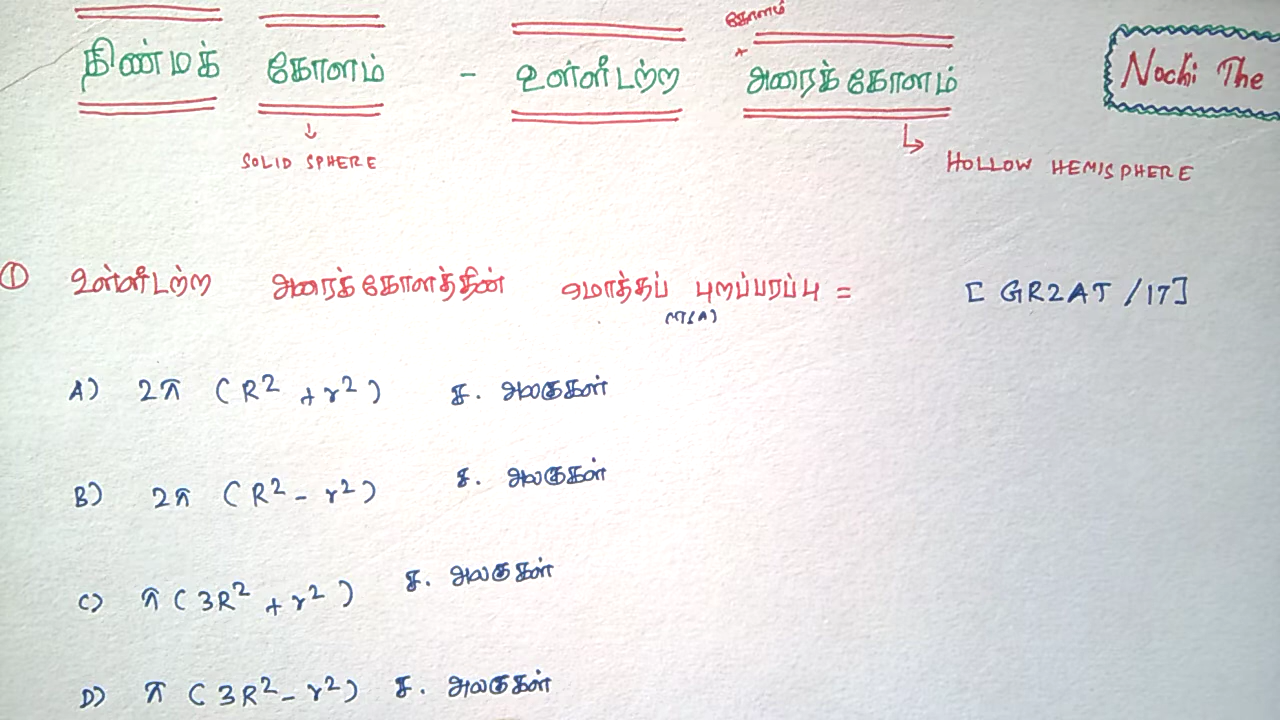 கோளம்
திண்மக் கோளம் - உள்ளீடற்ற அரைக்கோளம்
Nochi The
SOLID SPHERE
HOLLOW HEMISPHERE
① உள்ளீடற்ற அரைக்கோளத்தின் மொத்தப் புறப்பரப்பு = [GR2AT /17]
(TSA)
A) 2π (R² + r²) ச. அலகுகள்
B) 2π (R² - r²) ச. அலகுகள்
C) π (3R² + r²) ச. அலகுகள்
D) π (3R² - r²) ச. அலகுகள்